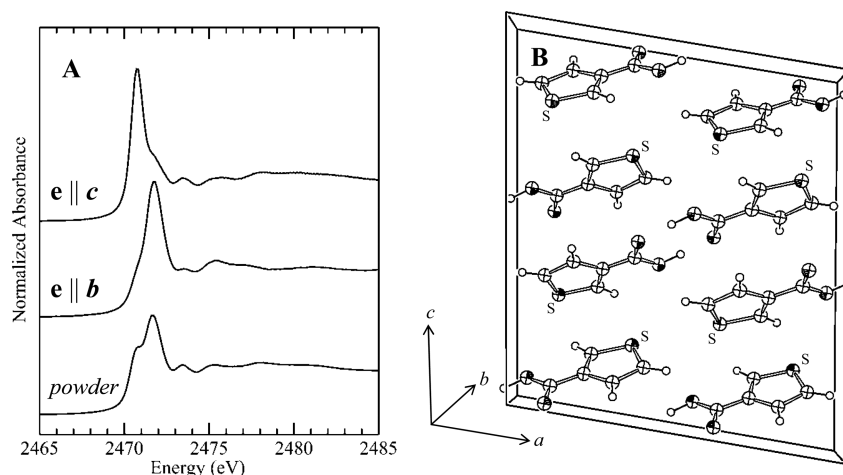 A
B
Normalized Absorbance
e || c
e || b
powder
2465
2470
2475
2480
2485
Energy (eV)
S
S
S
S
S
S
S
S
c
b
a